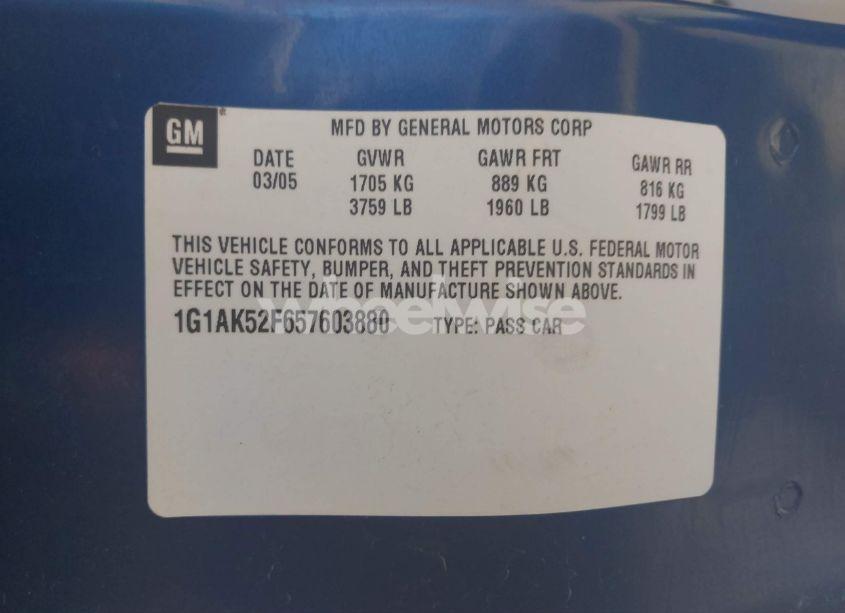 GM
MFD BY GENERAL MOTORS CORP
DATE GVWR GAWR FRT GAWR RR
03/05 1705 KG 889 KG 816 KG
3759 LB 1960 LB 1799 LB
THIS VEHICLE CONFORMS TO ALL APPLICABLE U.S. FEDERAL MOTOR
VEHICLE SAFETY, BUMPER, AND THEFT PREVENTION STANDARDS IN
EFFECT ON THE DATE OF MANUFACTURE SHOWN ABOVE.
WheelWise
1G1AK52F657603880 TYPE: PASS CAR